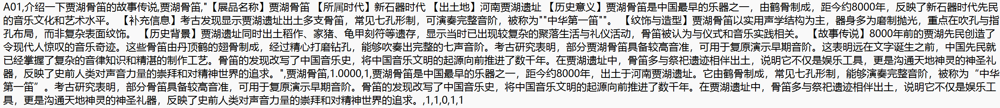 A01,介绍一下贾湖骨笛的故事传说,贾湖骨笛,"【展品名称】贾湖骨笛 【所属时代】新石器时代 【出土地】河南贾湖遗址 【历史意义】贾湖骨笛是中国最早的乐器之一，由鹤骨制成，距今约8000年，反映了新石器时代先民
的音乐文化和艺术水平。 【补充信息】考古发现显示贾湖遗址出土多支骨笛，常见七孔形制，可演奏完整音阶，被称为""中华第一笛""。 【纹饰与造型】贾湖骨笛以实用声学结构为主，器身多为磨制抛光，重点在吹孔与指
孔布局，而非复杂表面纹饰。 【历史背景】贾湖遗址同时出土稻作、家猪、龟甲刻符等遗存，显示当时已出现较复杂的聚落生活与礼仪活动，骨笛被认为与仪式和音乐实践相关。 【故事传说】8000年前的贾湖先民创造了
令现代人惊叹的音乐奇迹。这些骨笛由丹顶鹤的翅骨制成，经过精心打磨钻孔，能够吹奏出完整的七声音阶。考古研究表明，部分贾湖骨笛具备较高音准，可用于复原演示早期音阶。这表明远在文字诞生之前，中国先民就
已经掌握了复杂的音律知识和精湛的制作工艺。骨笛的发现改写了中国音乐史，将中国音乐文明的起源向前推进了数千年。在贾湖遗址中，骨笛多与祭祀遗迹相伴出土，说明它不仅是娱乐工具，更是沟通天地神灵的神圣礼
器，反映了史前人类对声音力量的崇拜和对精神世界的追求。",贾湖骨笛,1.0000,1,贾湖骨笛是中国最早的乐器之一，距今约8000年，出土于河南贾湖遗址。它由鹤骨制成，常见七孔形制，能够演奏完整音阶，被称为“中华
第一笛”。考古研究表明，部分骨笛具备较高音准，可用于复原演示早期音阶。骨笛的发现改写了中国音乐史，将中国音乐文明的起源向前推进了数千年。在贾湖遗址中，骨笛多与祭祀遗迹相伴出土，说明它不仅是娱乐工
具，更是沟通天地神灵的神圣礼器，反映了史前人类对声音力量的崇拜和对精神世界的追求。,1,1,0,1,1